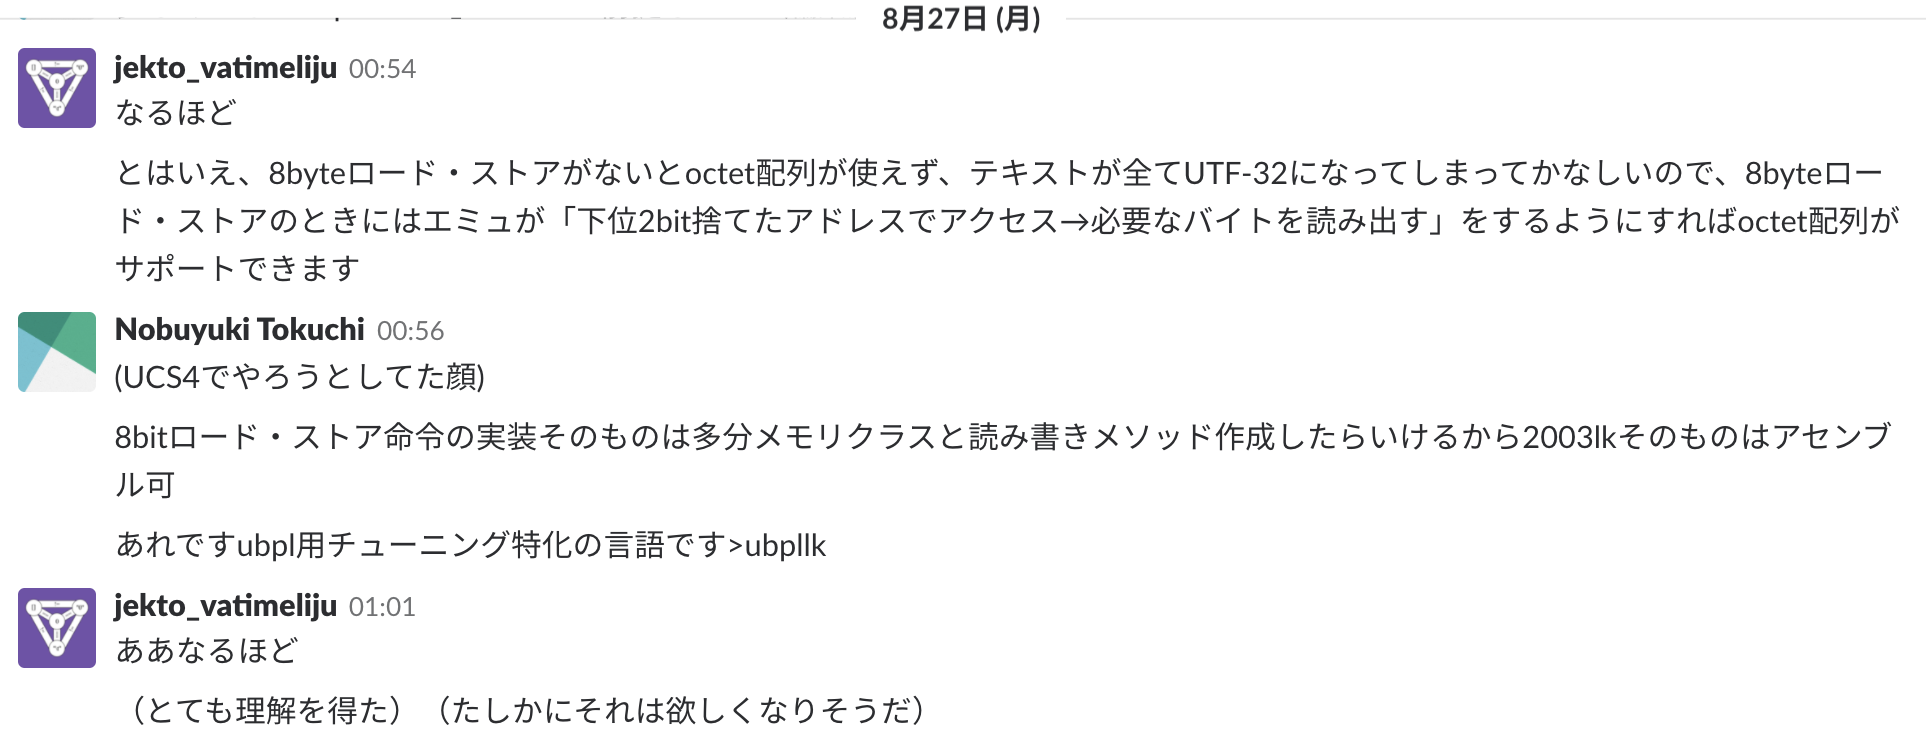 8月27日 (月)
jekto_vatimeliju 00:54
なるほど
とはいえ、8byteロード・ストアがないとoctet配列が使えず、テキストが全てUTF-32になってしまってかなしいので、8byteロー
ド・ストアのときにはエミュが「下位2bit捨てたアドレスでアクセス→必要なバイトを読み出す」をするようにすればoctet配列が
サポートできます
Nobuyuki Tokuchi 00:56
(UCS4でやろうとしてた顔)
8bitロード・ストア命令の実装そのものは多分メモリクラスと読み書きメソッド作成したらいけるから2003lkそのものはアセンブ
ル可
あれですubpl用チューニング特化の言語です>ubpllk
jekto_vatimeliju 01:01
ああなるほど
（とても理解を得た）（たしかにそれは欲しくなりそうだ）